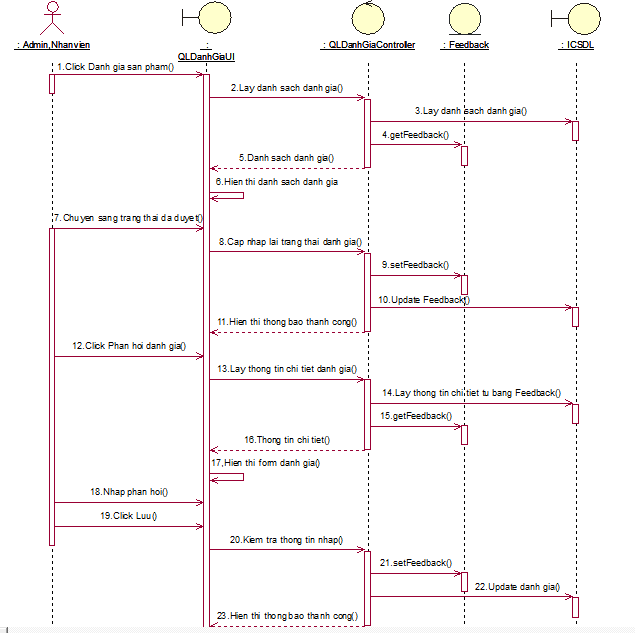 : Admin,Nhanvien
:
QLDanhGiaUI
: QLDanhGiaController
: Feedback
: ICSDL
1.Click Danh gia san pham()
2.Lay danh sach danh gia()
3.Lay danh sach danh gia()
4.getFeedback()
5.Danh sach danh gia()
6.Hien thi danh sach danh gia
7.Chuyen sang trang thai da duyet()
8.Cap nhap lai trang thai danh gia()
9.setFeedback()
10.Update Feedback()
11.Hien thi thong bao thanh cong()
12.Click Phan hoi danh gia()
13.Lay thong tin chi tiet danh gia()
14.Lay thong tin chi tiet tu bang Feedback()
15.getFeedback()
16.Thong tin chi tiet()
17.Hien thi form danh gia()
18.Nhap phan hoi()
19.Click Luu()
20.Kiem tra thong tin nhap()
21.setFeedback()
22.Update danh gia()
23.Hien thi thong bao thanh cong()